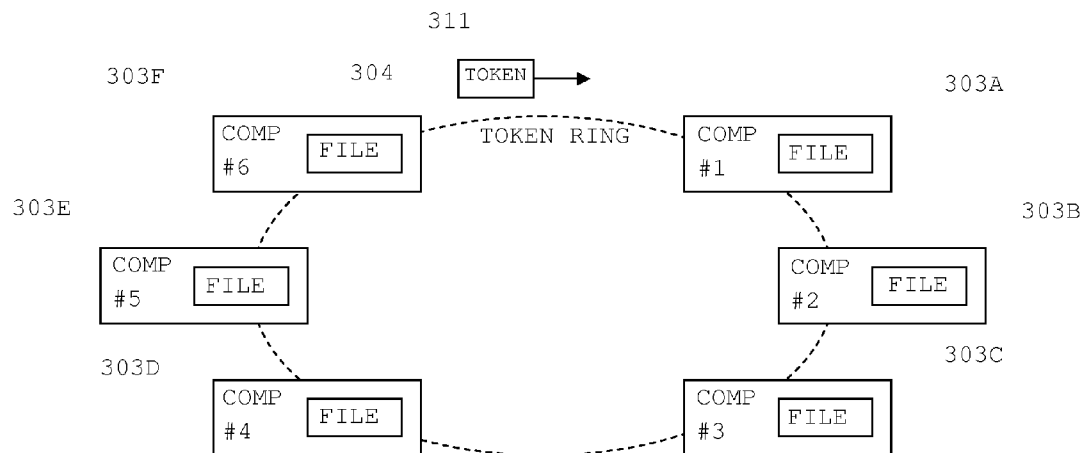 311
303F
304
TOKEN
303A
COMP
#6
FILE
TOKEN RING
COMP
#1
FILE
303E
303B
COMP
#5
FILE
COMP
#2
FILE
303D
303C
COMP
#4
FILE
COMP
#3
FILE